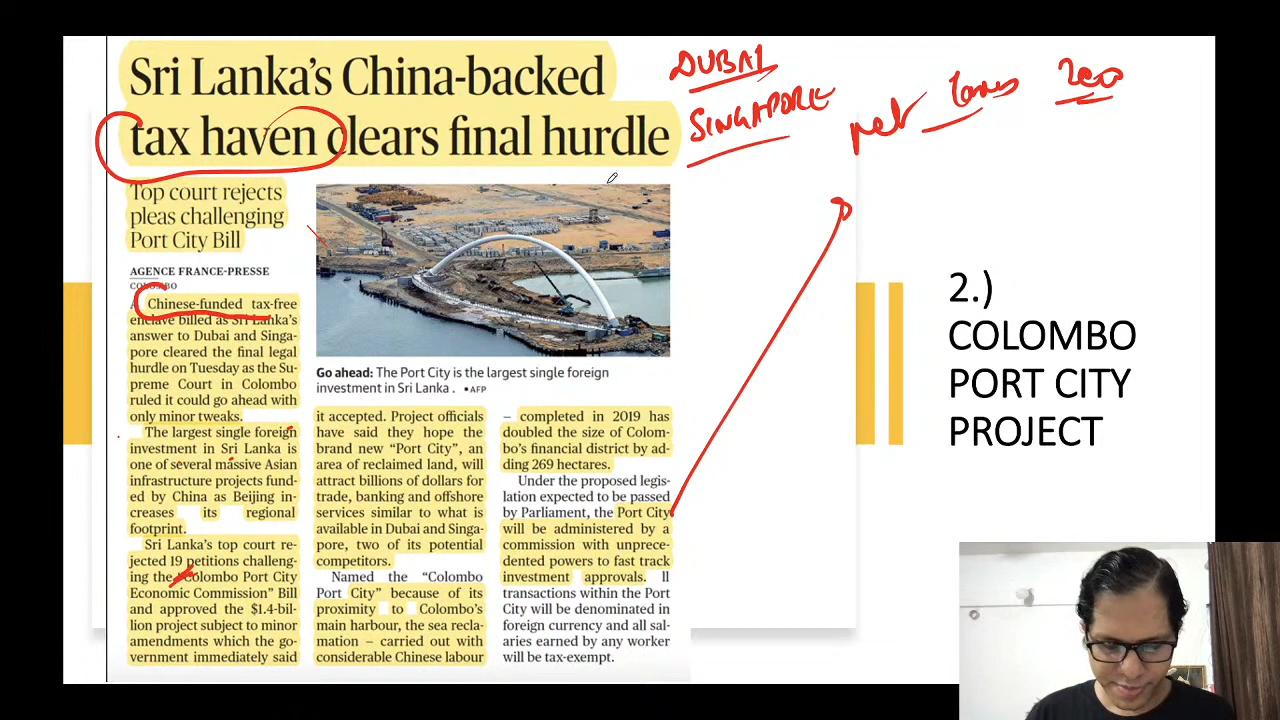 Sri Lanka's China-backed
tax haven clears final hurdle
Top court rejects
pleas challenging
Port City Bill
AGENCE FRANCE-PRESSE
COLOMBO
A Chinese-funded tax-free
enclave billed as Sri Lanka's
answer to Dubai and Singa-
pore cleared the final legal
hurdle on Tuesday as the Su-
preme Court in Colombo
ruled it could go ahead with
only minor tweaks.
The largest single foreign
investment in Sri Lanka is
one of several massive Asian
infrastructure projects fund-
ed by China as Beijing in-
creases its regional
footprint.
Sri Lanka's top court re-
jected 19 petitions challeng-
ing the "Colombo Port City
Economic Commission" Bill
and approved the $1.4-bil-
lion project subject to minor
amendments which the go-
vernment immediately said
Go ahead: The Port City is the largest single foreign
investment in Sri Lanka . ▪AFP
it accepted. Project officials
have said they hope the
brand new "Port City", an
area of reclaimed land, will
attract billions of dollars for
trade, banking and offshore
services similar to what is
available in Dubai and Singa-
pore, two of its potential
competitors.
Named the "Colombo
Port City" because of its
proximity to Colombo's
main harbour, the sea recla-
mation – carried out with
considerable Chinese labour
– completed in 2019 has
doubled the size of Colom-
bo's financial district by ad-
ding 269 hectares.
Under the proposed legis-
lation expected to be passed
by Parliament, the Port City
will be administered by a
commission with unprece-
dented powers to fast track
investment approvals. ll
transactions within the Port
City will be denominated in
foreign currency and all sal-
aries earned by any worker
will be tax-exempt.
DUBAI
SINGAPORE
2.)
COLOMBO
PORT CITY
PROJECT